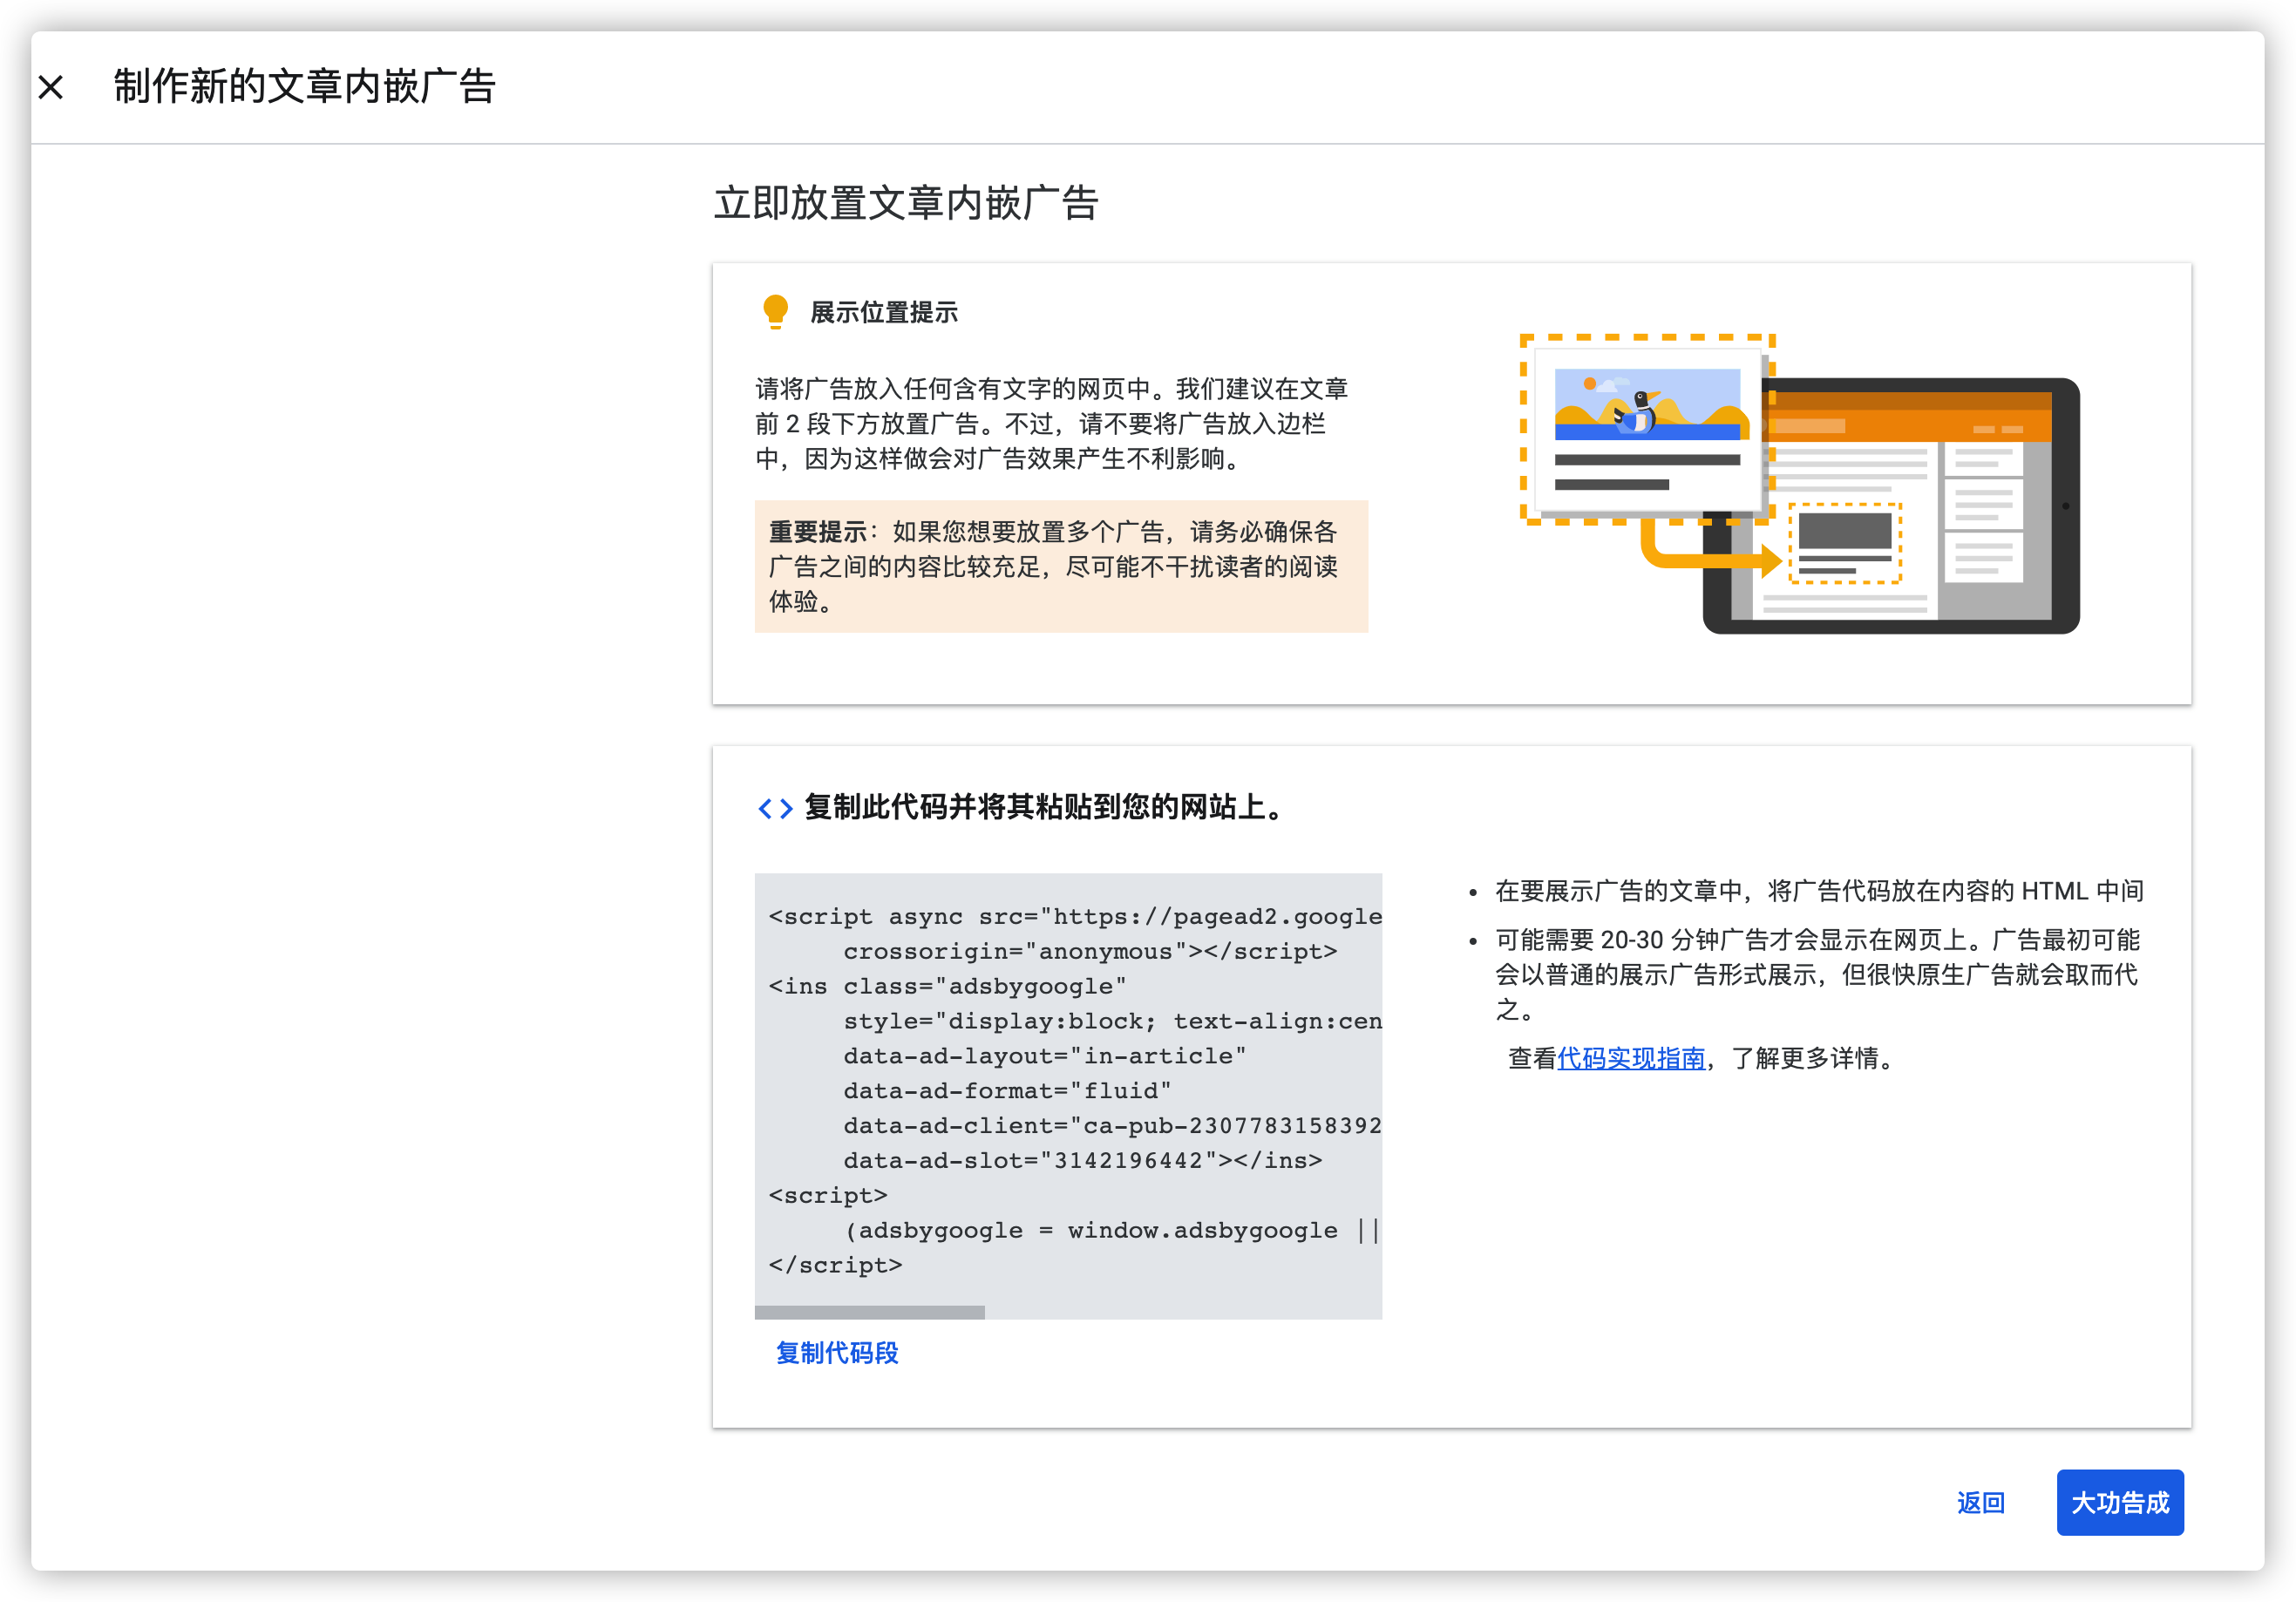 制作新的文章内嵌广告
立即放置文章内嵌广告
展示位置提示
请将广告放入任何含有文字的网页中。我们建议在文章
前 2 段下方放置广告。不过，请不要将广告放入边栏
中，因为这样做会对广告效果产生不利影响。
重要提示：如果您想要放置多个广告，请务必确保各
广告之间的内容比较充足，尽可能不干扰读者的阅读
体验。
复制此代码并将其粘贴到您的网站上。
<script async src="https://pagead2.google
crossorigin="anonymous"></script>
<ins class="adsbygoogle"
style="display:block; text-align:cen
data-ad-layout="in-article"
data-ad-format="fluid"
data-ad-client="ca-pub-2307783158392
data-ad-slot="3142196442"></ins>
<script>
(adsbygoogle = window.adsbygoogle ||
</script>
复制代码段
在要展示广告的文章中，将广告代码放在内容的 HTML 中间
可能需要 20-30 分钟广告才会显示在网页上。广告最初可能
会以普通的展示广告形式展示，但很快原生广告就会取而代
之。
查看代码实现指南，了解更多详情。
返回
大功告成